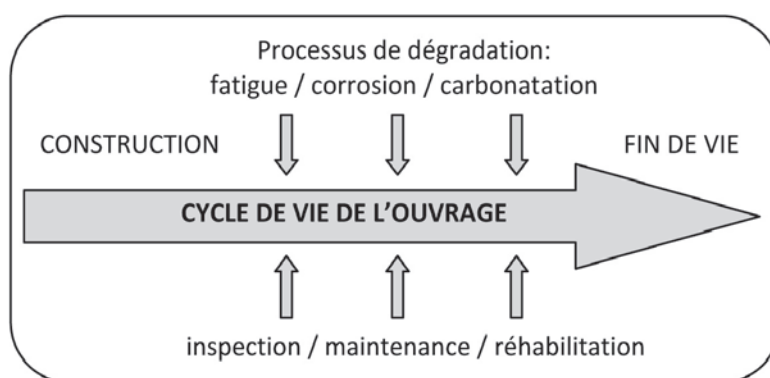 Processus de dégradation:
fatigue / corrosion / carbonatation
CONSTRUCTION
FIN DE VIE
CYCLE DE VIE DE L’OUVRAGE
inspection / maintenance / réhabilitation